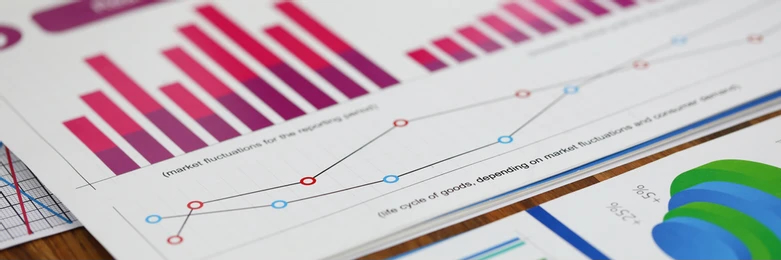 (market fluctuations for the reporting period)
(life cycle of goods, depending on market fluctuations and consumer demand)
+5%
+25%